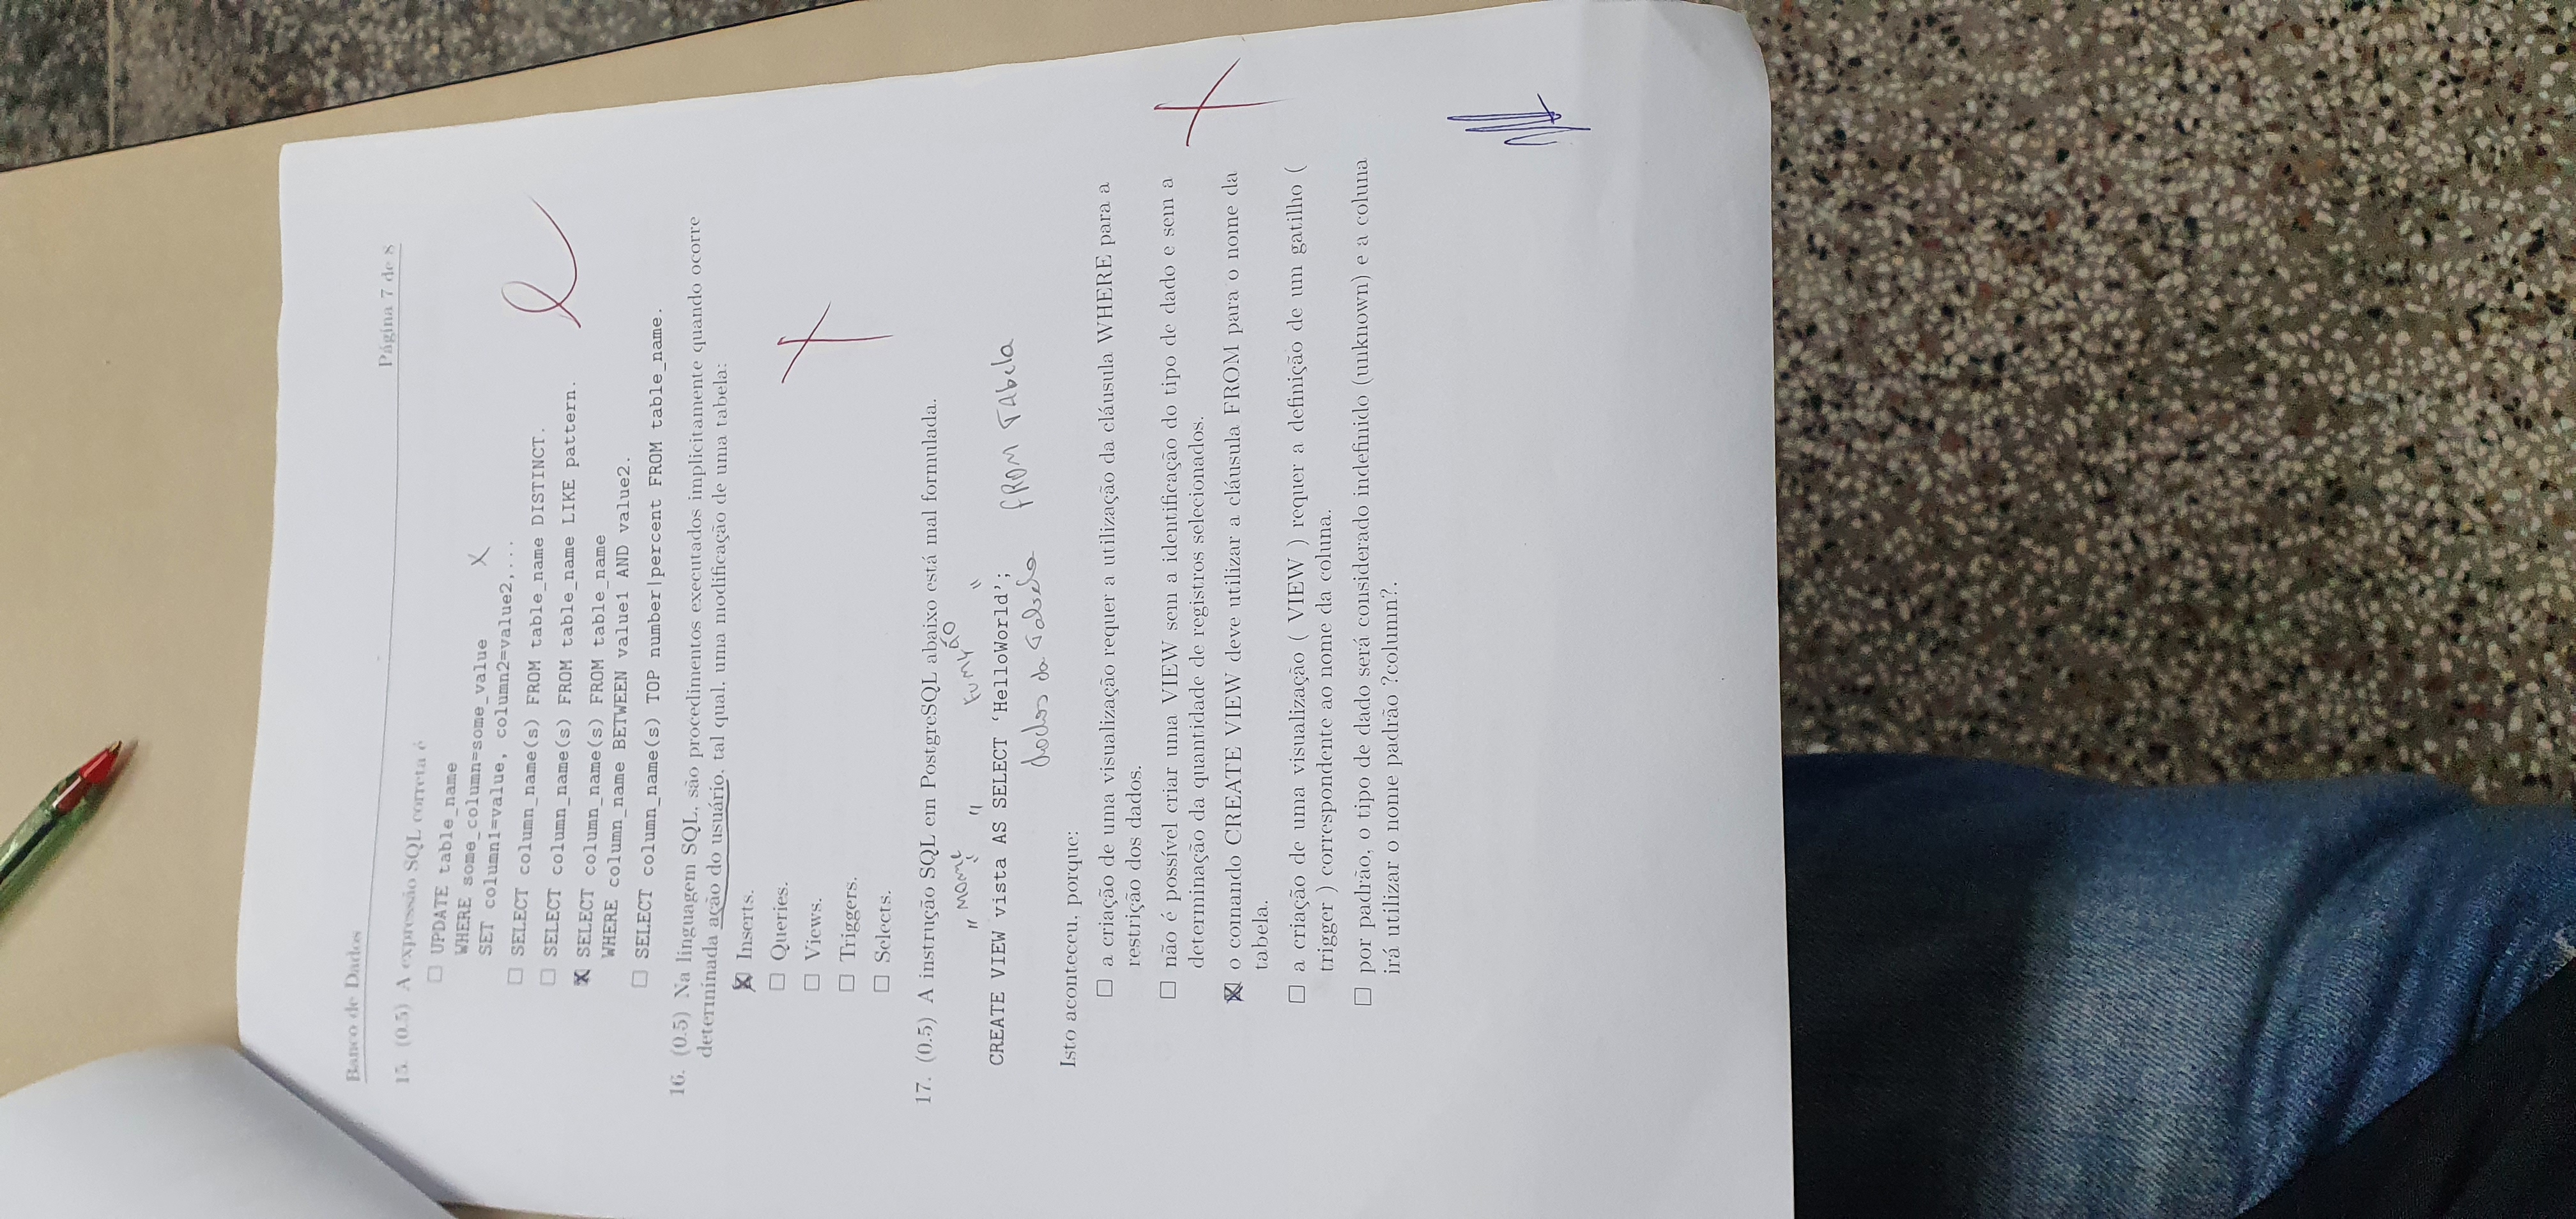 Banco de Dados
Página 7 de 8
15. (0.5) A expressão SQL correta é
UPDATE table_name
WHERE some_column=some_value
X
SET column1=value, column2=value2,...
SELECT column_name(s) FROM table_name DISTINCT.
SELECT column_name(s) FROM table_name LIKE pattern.
X SELECT column_name(s) FROM table_name
WHERE column_name BETWEEN value1 AND value2.
SELECT column_name(s) TOP number|percent FROM table_name.
16. (0.5) Na linguagem SQL, são procedimentos executados implicitamente quando ocorre
determinada ação do usuário, tal qual, uma modificação de uma tabela:
X Inserts.
Queries.
Views.
Triggers.
Selects.
17. (0.5) A instrução SQL em PostgreSQL abaixo está mal formulada.
" nome " " função "
CREATE VIEW vista AS SELECT ‘HelloWorld’;
FROM TAbela
dados da Tabela
Isto aconteceu, porque:
a criação de uma visualização requer a utilização da cláusula WHERE para a
restrição dos dados.
não é possível criar uma VIEW sem a identificação do tipo de dado e sem a
determinação da quantidade de registros selecionados.
X o comando CREATE VIEW deve utilizar a cláusula FROM para o nome da
tabela.
a criação de uma visualização ( VIEW ) requer a definição de um gatilho (
trigger ) correspondente ao nome da coluna.
por padrão, o tipo de dado será considerado indefinido (unknown) e a coluna
irá utilizar o nome padrão ?column?.